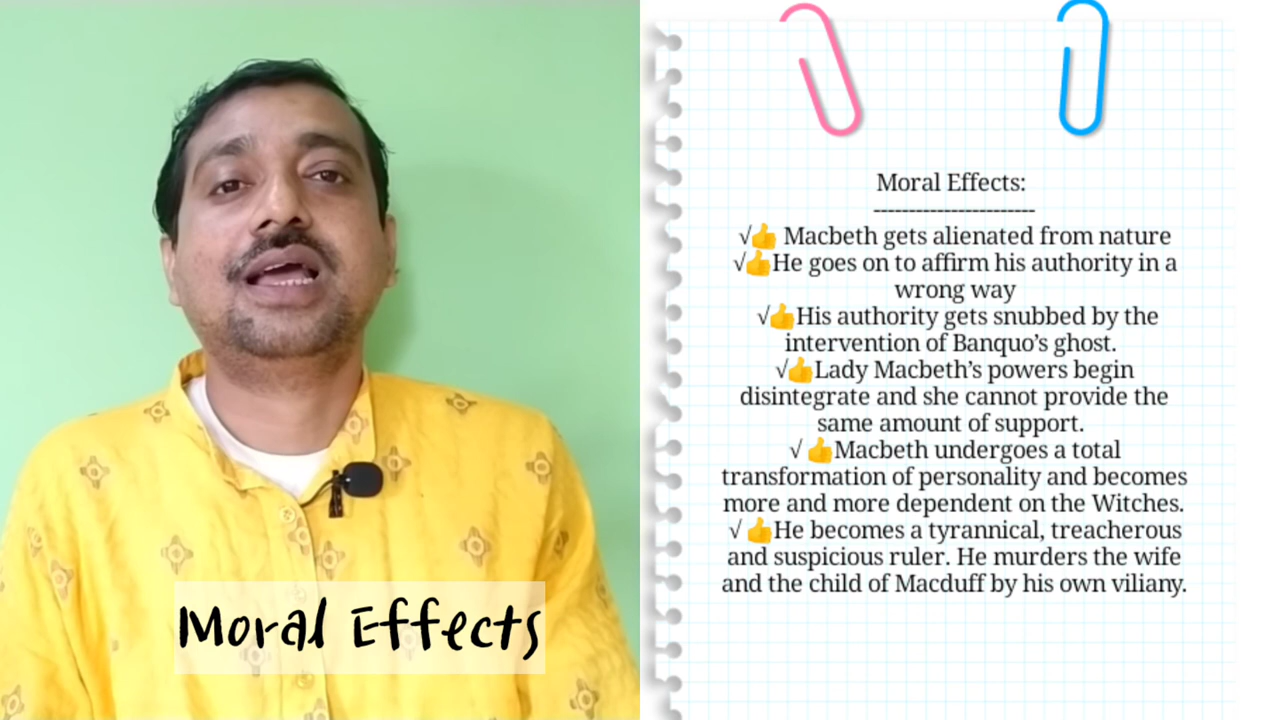 Moral Effects
Moral Effects:
-----------------------
√👍 Macbeth gets alienated from nature
√👍He goes on to affirm his authority in a
wrong way
√👍His authority gets snubbed by the
intervention of Banquo’s ghost.
√👍Lady Macbeth’s powers begin
disintegrate and she cannot provide the
same amount of support.
√ 👍Macbeth undergoes a total
transformation of personality and becomes
more and more dependent on the Witches.
√ 👍He becomes a tyrannical, treacherous
and suspicious ruler. He murders the wife
and the child of Macduff by his own villany.